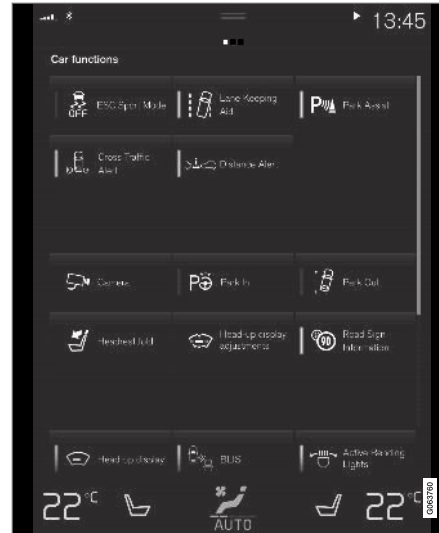 13:45
Car functions
OFF
ESC Sport Mode
Lane Keeping
Aid
P
Park Assist
Cross Traffic
Alert
Distance Alert
Camera
P
Park In
Park Out
Headrest fold
Head-up display
adjustments
90
Road Sign
Information
Head-up display
BLIS
Active Bending
Lights
22°C
AUTO
22°C
G063760